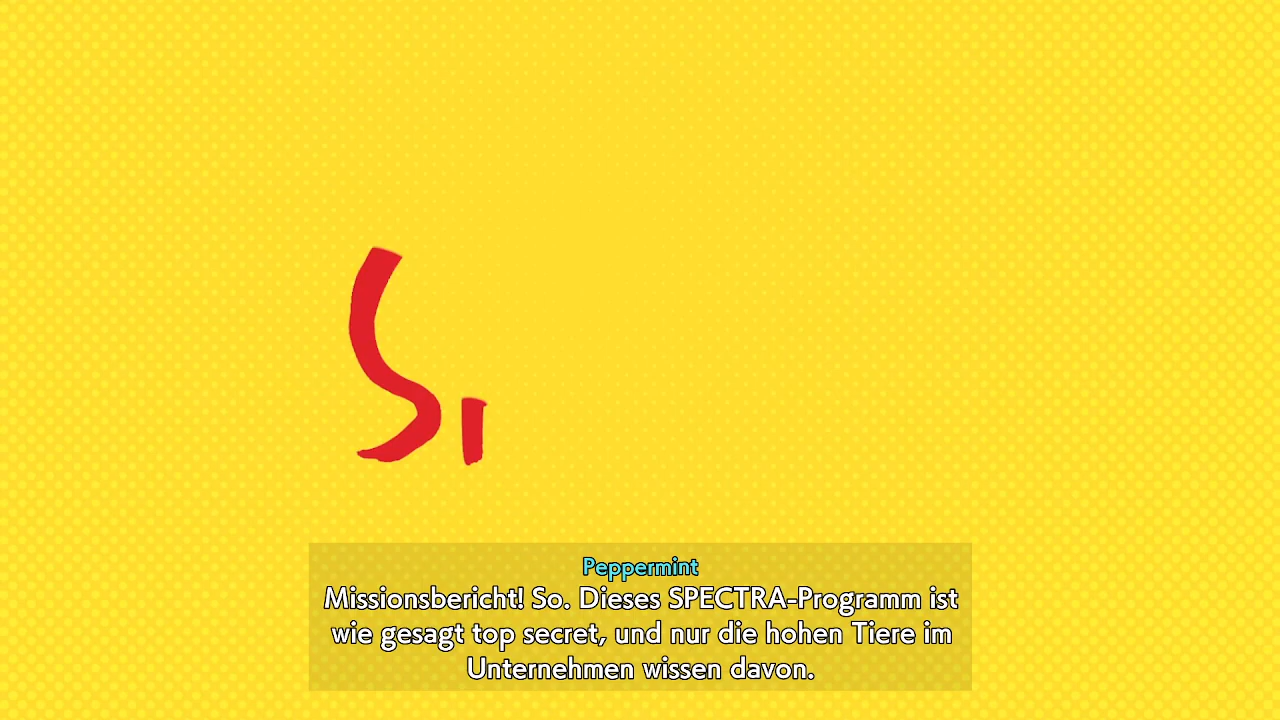 Peppermint
Missionsbericht! So. Dieses SPECTRA-Programm ist
wie gesagt top secret, und nur die hohen Tiere im
Unternehmen wissen davon.